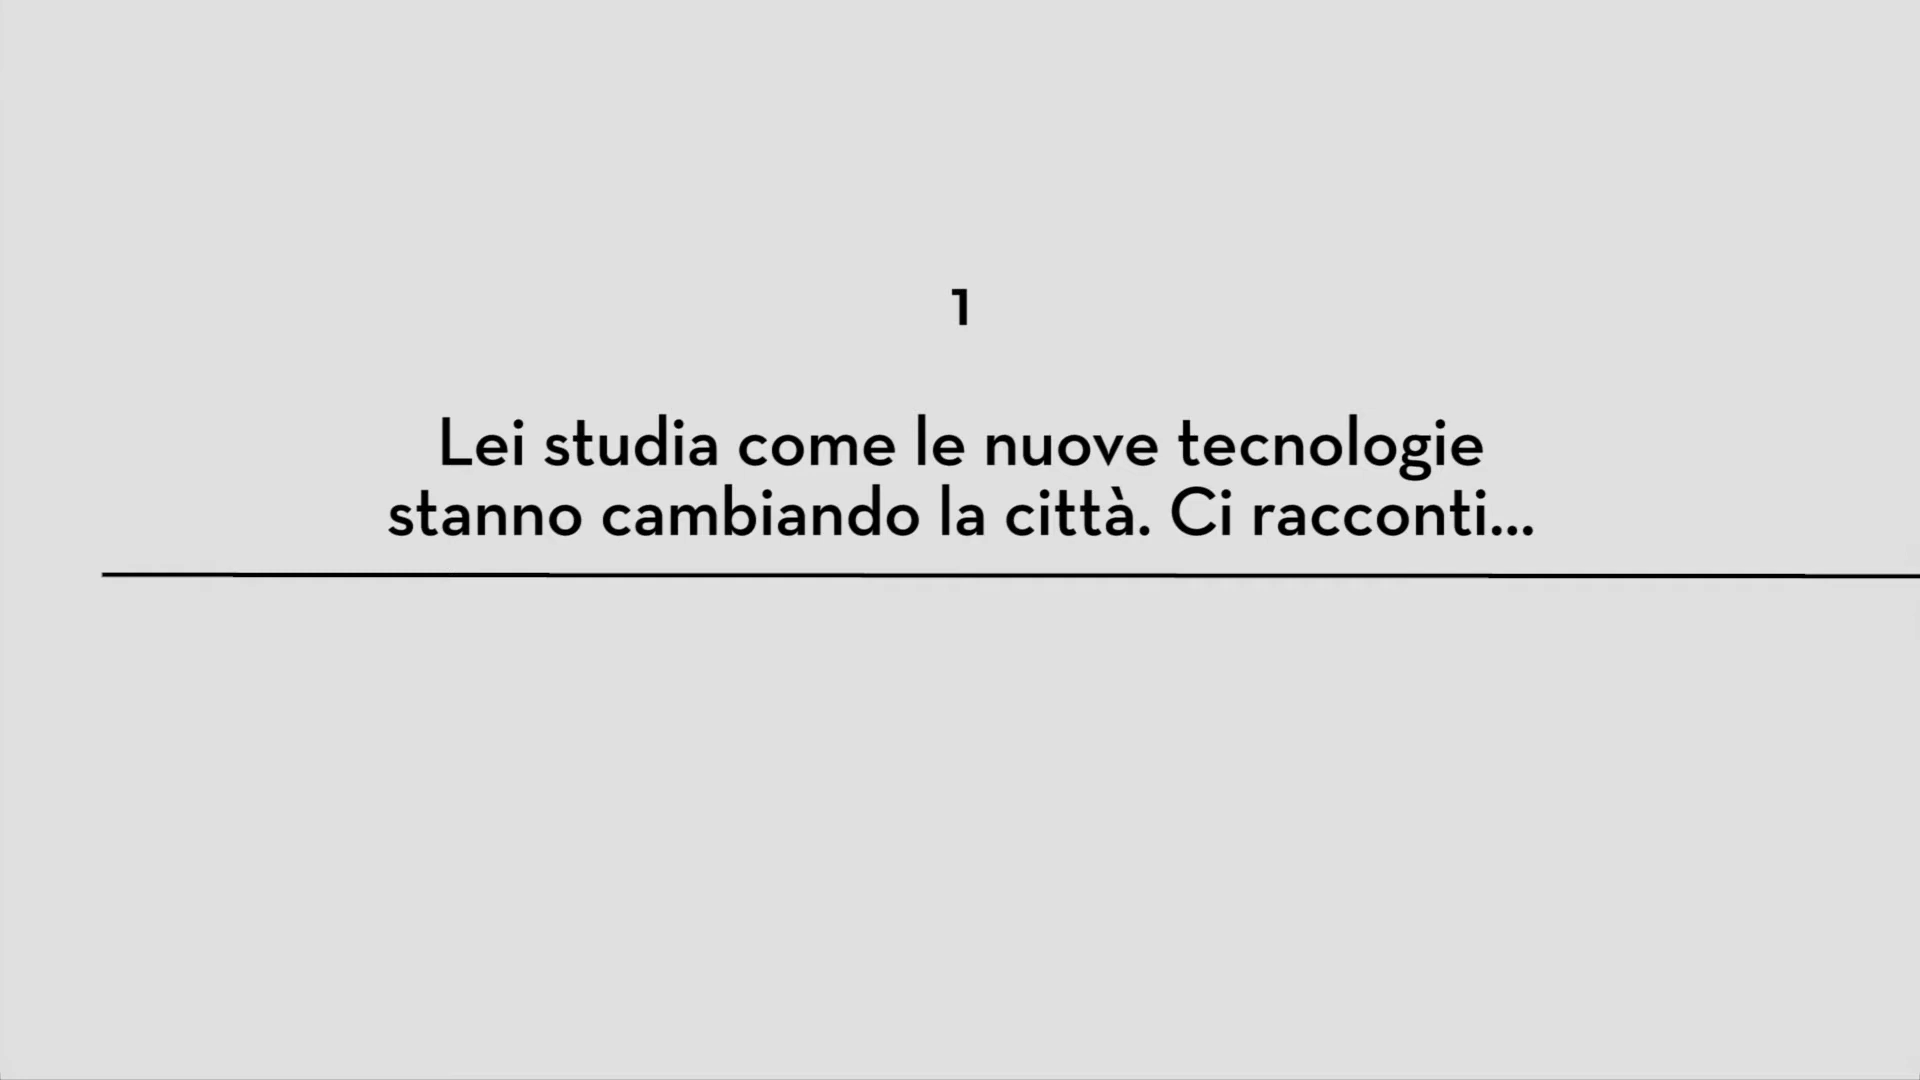 1
Lei studia come le nuove tecnologie
stanno cambiando la città. Ci racconti...